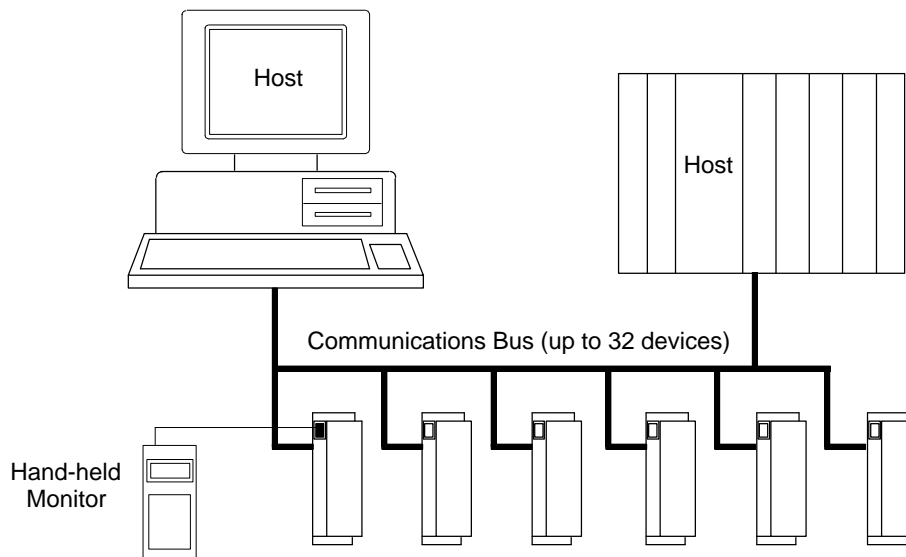 Host
Host
Communications Bus (up to 32 devices)
Hand-held
Monitor